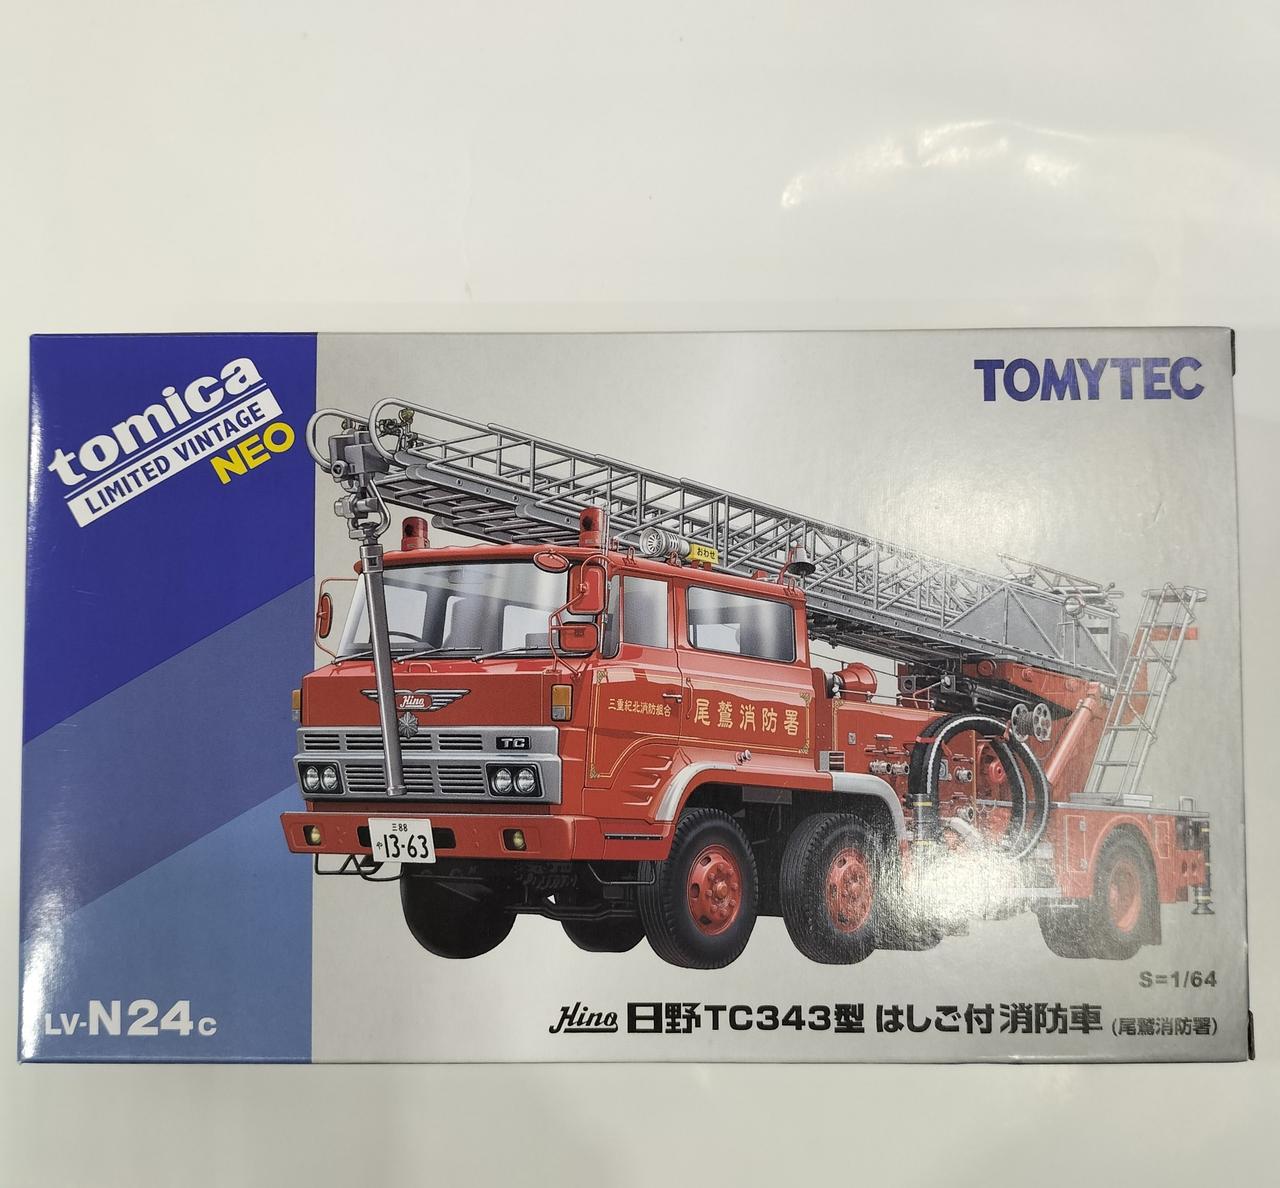 tomica
LIMITED VINTAGE
NEO
TOMYTEC
おわせ
Hino
三重紀北消防組合
尾鷲消防署
TC
三88
や 13-63
S=1/64
LV-N24c
Hino 日野TC343型 はしご付消防車 (尾鷲消防署)